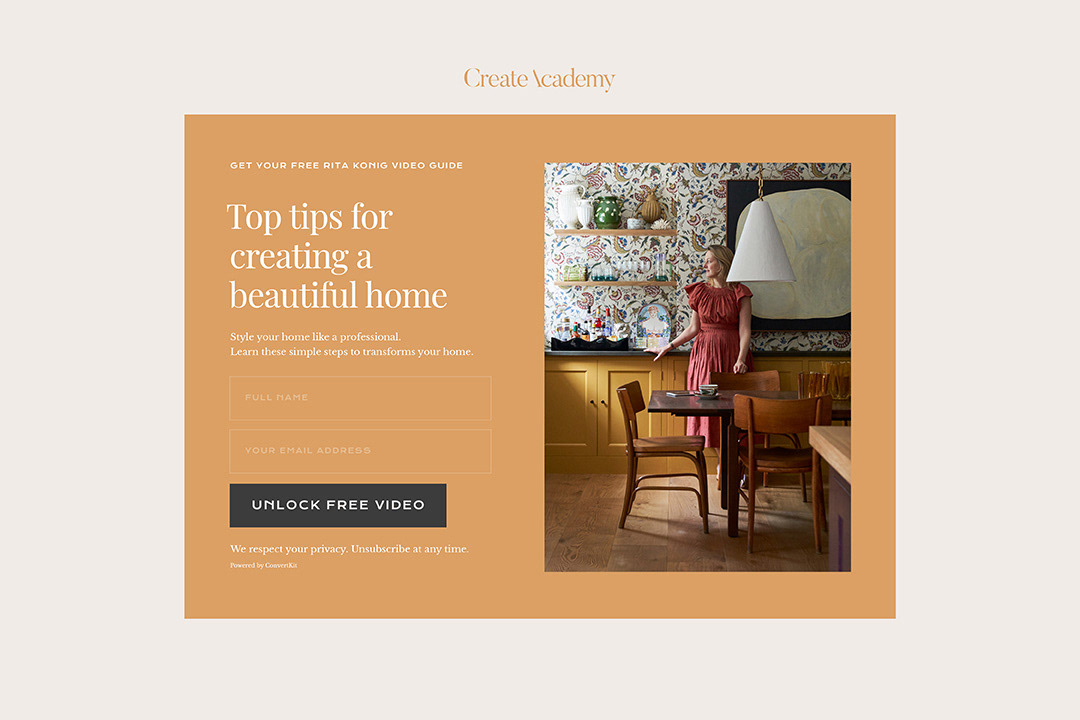 Create Academy
GET YOUR FREE RITA KONIG VIDEO GUIDE
Top tips for
creating a
beautiful home
Style your home like a professional.
Learn these simple steps to transforms your home.
FULL NAME
YOUR EMAIL ADDRESS
UNLOCK FREE VIDEO
We respect your privacy. Unsubscribe at any time.
Powered by ConvertKit